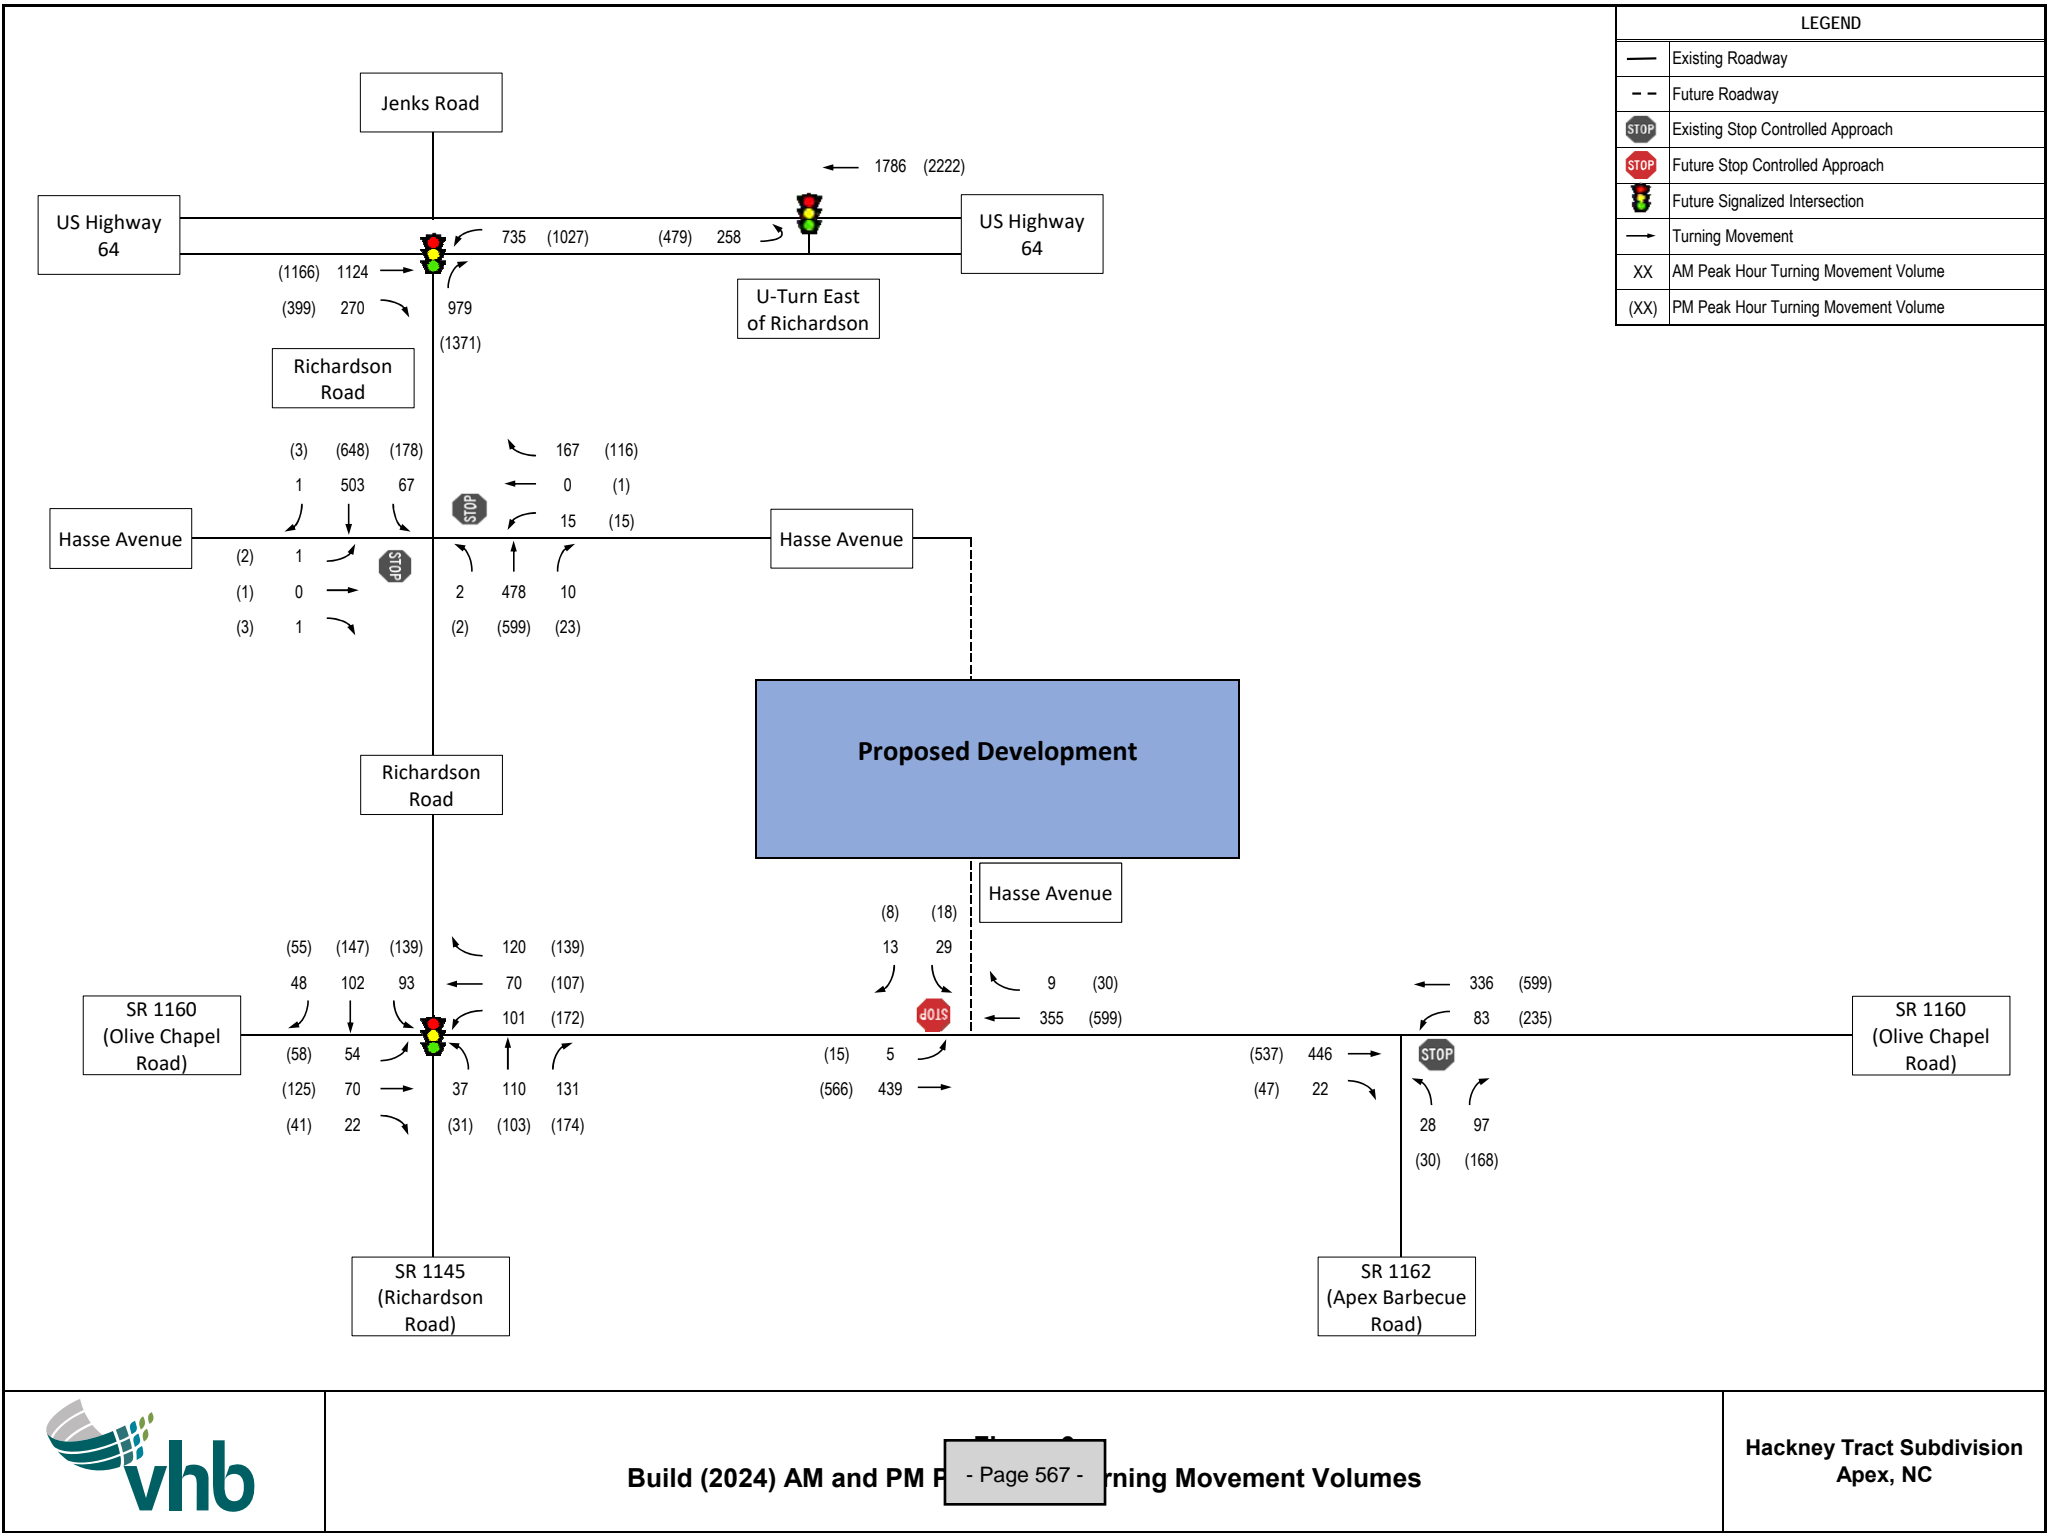 LEGEND
Existing Roadway
Future Roadway
STOP Existing Stop Controlled Approach
STOP Future Stop Controlled Approach
Future Signalized Intersection
Turning Movement
XX AM Peak Hour Turning Movement Volume
(XX) PM Peak Hour Turning Movement Volume
Jenks Road
1786 (2222)
US Highway
64
735 (1027) (479) 258
US Highway
64
(1166) 1124
(399) 270
979
(1371)
U-Turn East
of Richardson
Richardson
Road
(3) (648) (178)
1 503 67
167 (116)
0 (1)
15 (15)
STOP
Hasse Avenue
Hasse Avenue
(2) 1
(1) 0
(3) 1
STOP
2 478 10
(2) (599) (23)
Proposed Development
Richardson
Road
Hasse Avenue
(8) (18)
13 29
9 (30)
355 (599)
STOP
(15) 5
(566) 439
(55) (147) (139)
48 102 93
120 (139)
70 (107)
101 (172)
SR 1160
(Olive Chapel
Road)
(58) 54
(125) 70
(41) 22
37 110 131
(31) (103) (174)
336 (599)
83 (235)
(537) 446
(47) 22
STOP
28 97
(30) (168)
SR 1160
(Olive Chapel
Road)
SR 1145
(Richardson
Road)
SR 1162
(Apex Barbecue
Road)
vhb
Build (2024) AM and PM
- Page 567 -
rning Movement Volumes
Hackney Tract Subdivision
Apex, NC